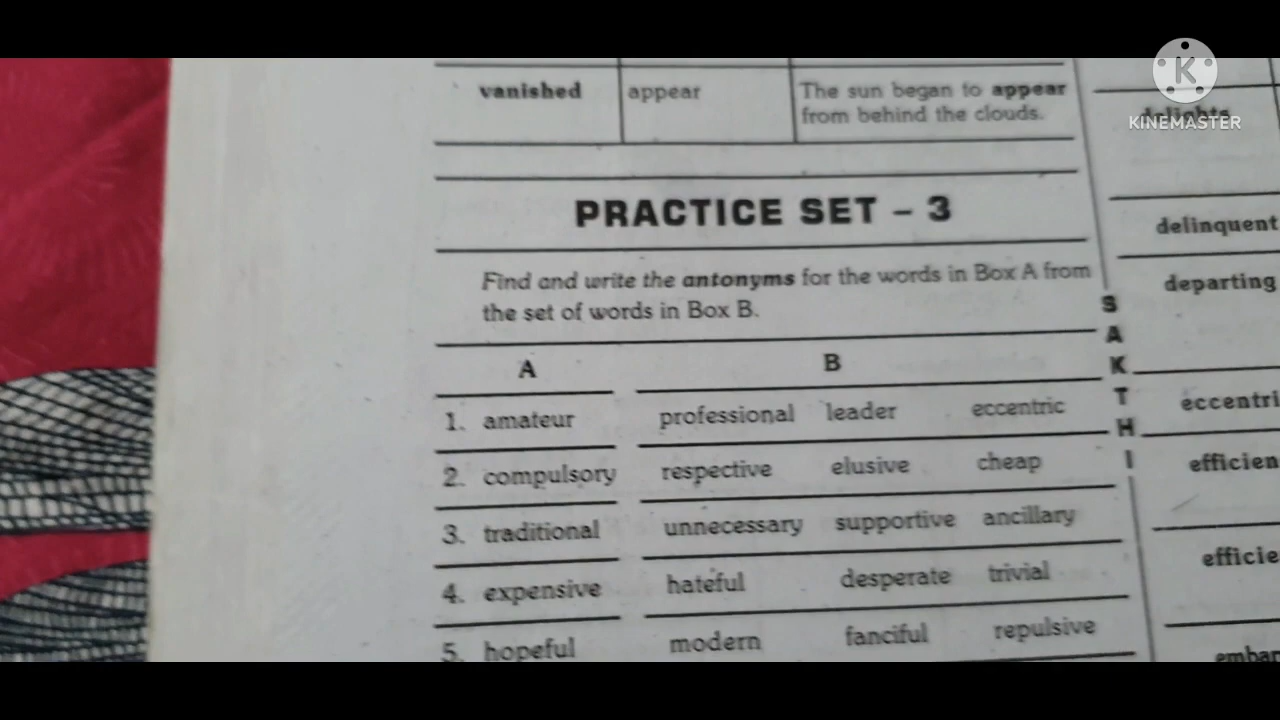 vanished appear The sun began to appear
from behind the clouds.
PRACTICE SET – 3
Find and write the antonyms for the words in Box A from
the set of words in Box B.
A B
1. amateur professional leader eccentric
2. compulsory respective elusive cheap
3. traditional unnecessary supportive ancillary
4. expensive hateful desperate trivial
5. hopeful modern fanciful repulsive
S
A
K
T
H
I
delights
delinquent
departing
eccentri
efficien
efficie
embar
K
KINEMASTER